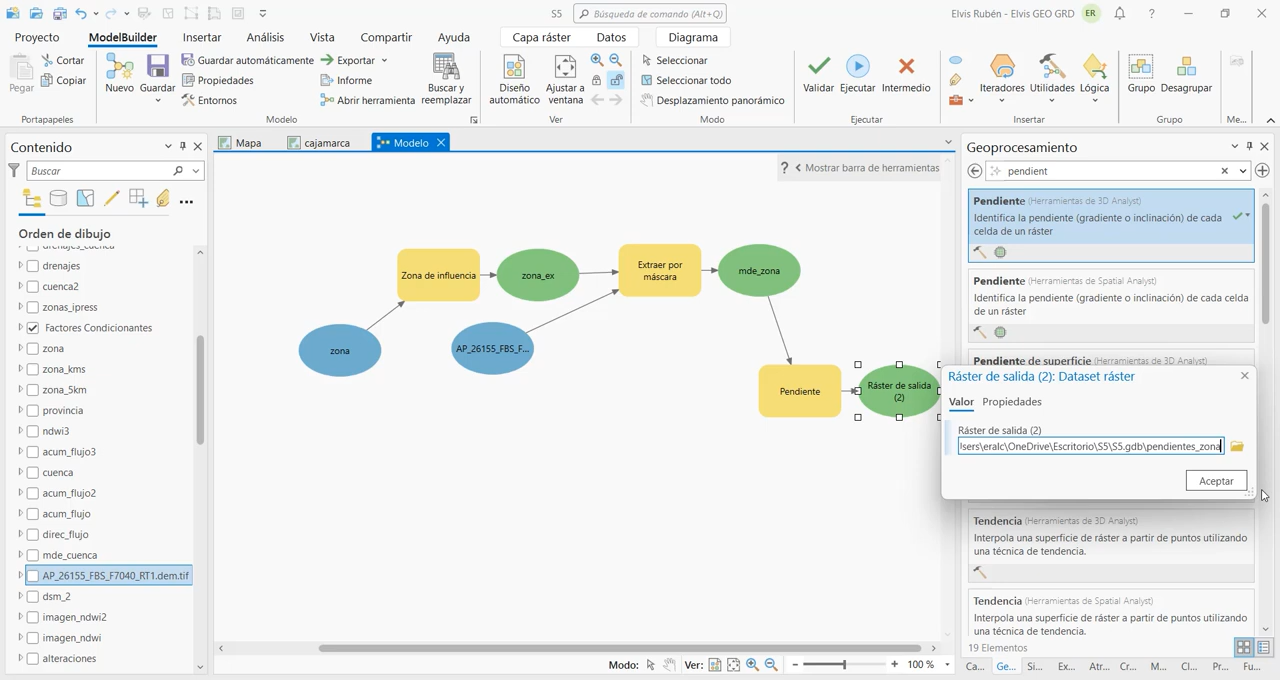 S5
Búsqueda de comando (Alt+Q)
Elvis Rubén - Elvis GEO GRD
ER
Proyecto
ModelBuilder
Insertar
Análisis
Vista
Compartir
Ayuda
Capa ráster
Datos
Diagrama
Pegar
Cortar
Copiar
Portapapeles
Nuevo
Guardar
Guardar automáticamente
Propiedades
Entornos
Exportar
Informe
Abrir herramienta
Buscar y
reemplazar
Modelo
Diseño
automático
Ajustar a
ventana
Ver
Seleccionar
Seleccionar todo
Desplazamiento panorámico
Modo
Validar
Ejecutar
Intermedio
Ejecutar
Iteradores
Utilidades
Lógica
Insertar
Grupo
Desagrupar
Grupo
Me...
Contenido
Buscar
Orden de dibujo
drenajes_cuenca
drenajes
cuenca2
zonas_ipress
Factores Condicionantes
zona
zona_kms
zona_5km
provincia
ndwi3
acum_flujo3
cuenca
acum_flujo2
acum_flujo
direc_flujo
mde_cuenca
AP_26155_FBS_F7040_RT1.dem.tif
dsm_2
imagen_ndwi2
imagen_ndwi
alteraciones
Mapa
cajamarca
Modelo
? < Mostrar barra de herramientas
Zona de influencia
zona_ex
Extraer por
máscara
mde_zona
zona
AP_26155_FBS_F...
Pendiente
Ráster de salida
(2)
Modo:
Ver:
100 %
Geoprocesamiento
pendient
Pendiente (Herramientas de 3D Analyst)
Identifica la pendiente (gradiente o inclinación) de cada
celda de un ráster
Pendiente (Herramientas de Spatial Analyst)
Identifica la pendiente (gradiente o inclinación) de cada celda
de un ráster
Pendiente de superficie (Herramientas de 3D Analyst)
Ráster de salida (2): Dataset ráster
Valor
Propiedades
Ráster de salida (2)
sers\eralc\OneDrive\Escritorio\S5\S5.gdb\pendientes_zona
Aceptar
Tendencia (Herramientas de 3D Analyst)
Interpola una superficie de ráster a partir de puntos utilizando
una técnica de tendencia.
Tendencia (Herramientas de Spatial Analyst)
Interpola una superficie de ráster a partir de puntos utilizando
una técnica de tendencia.
19 Elementos
Ca...
Ge...
Si...
Ex...
Atr...
Cr...
M...
Cl...
Pr...
Fu...